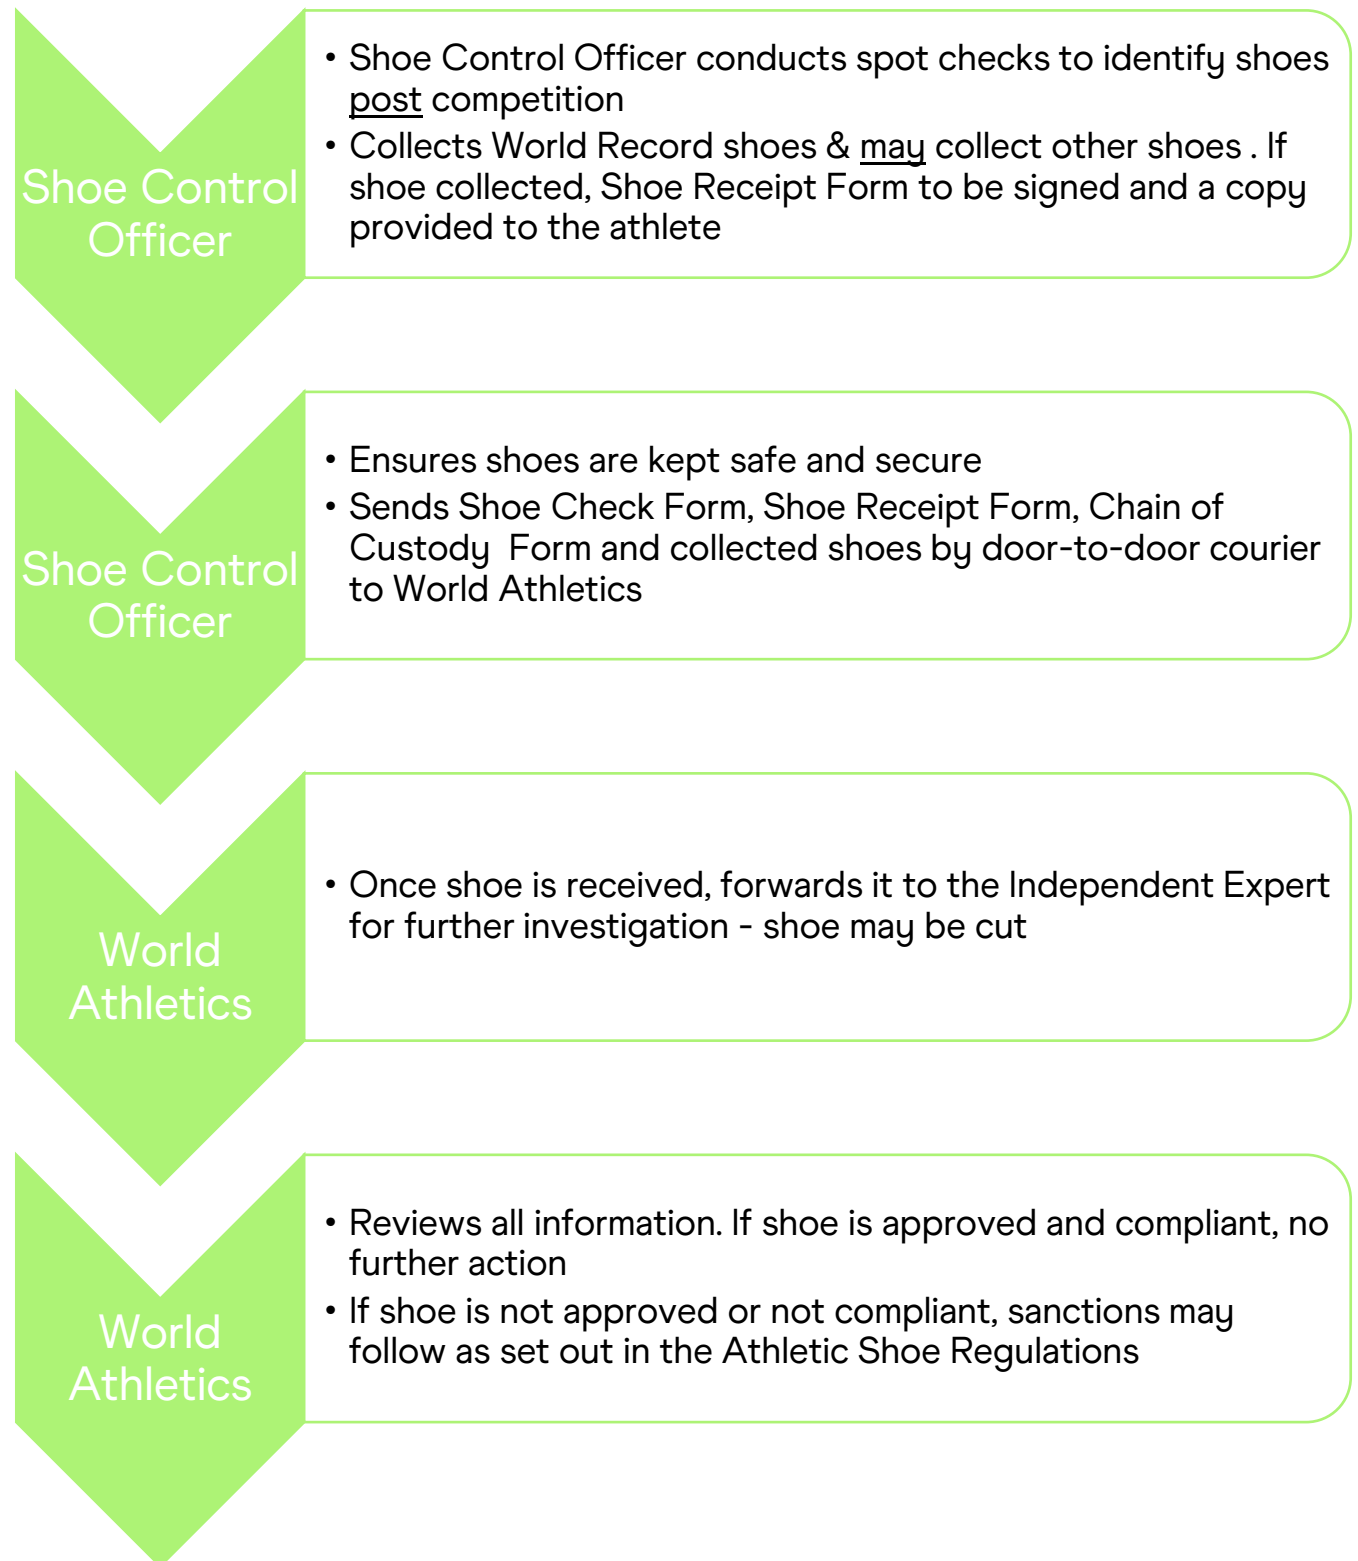 Shoe Control
Officer
• Shoe Control Officer conducts spot checks to identify shoes
post competition
• Collects World Record shoes & may collect other shoes . If
shoe collected, Shoe Receipt Form to be signed and a copy
provided to the athlete
Shoe Control
Officer
• Ensures shoes are kept safe and secure
• Sends Shoe Check Form, Shoe Receipt Form, Chain of
Custody  Form and collected shoes by door-to-door courier
to World Athletics
World
Athletics
• Once shoe is received, forwards it to the Independent Expert
for further investigation - shoe may be cut
World
Athletics
• Reviews all information. If shoe is approved and compliant, no
further action
• If shoe is not approved or not compliant, sanctions may
follow as set out in the Athletic Shoe Regulations